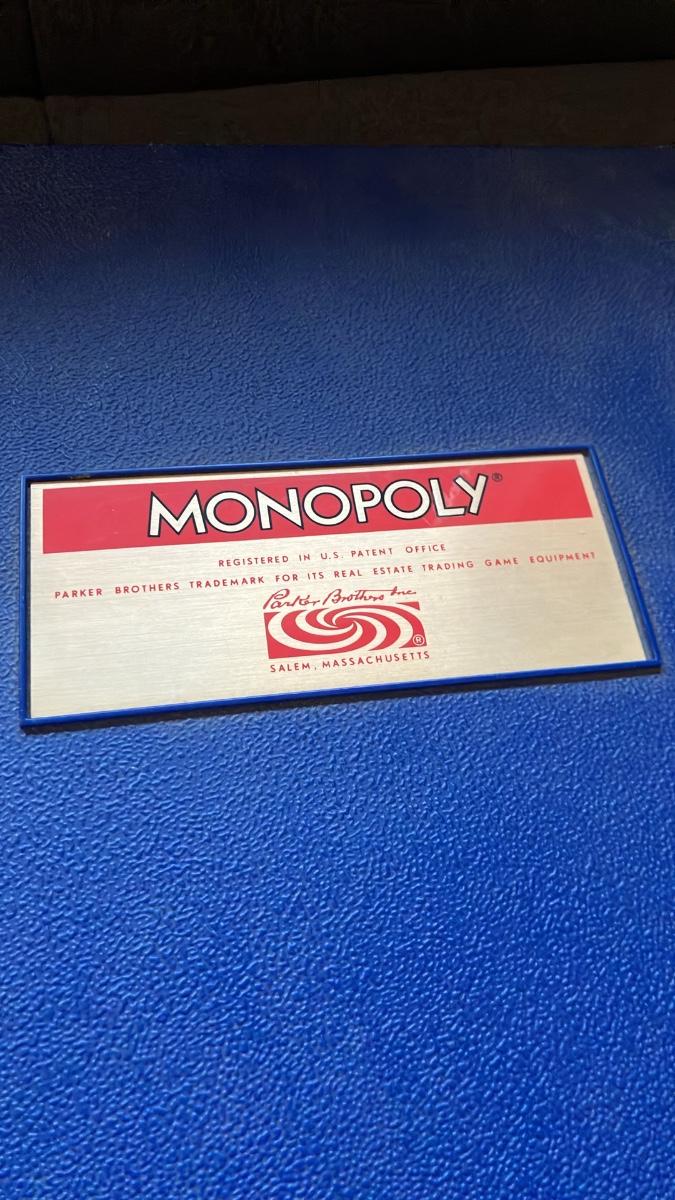 MONOPOLY®
REGISTERED IN U.S. PATENT OFFICE
PARKER BROTHERS TRADEMARK FOR ITS REAL ESTATE TRADING GAME EQUIPMENT
Parker Brothers Inc.
®
SALEM, MASSACHUSETTS